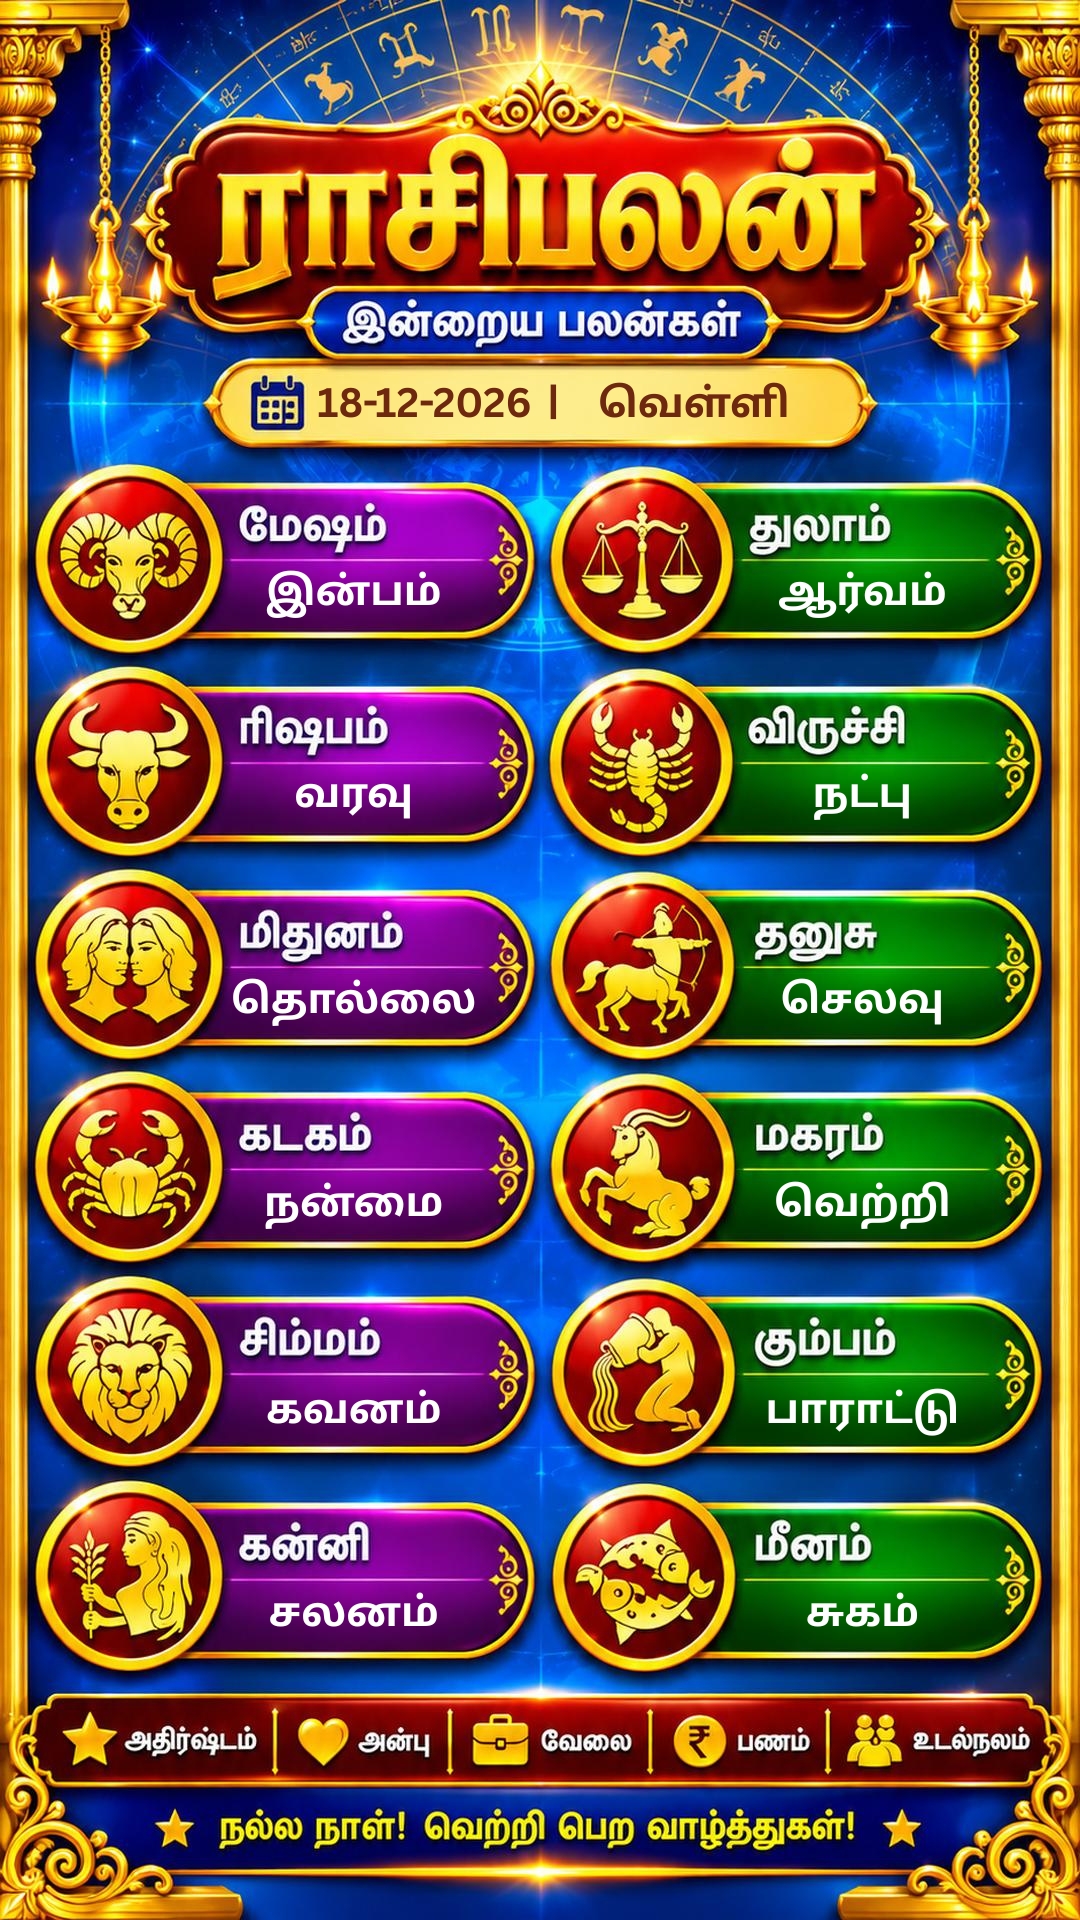 ராசிபலன்
இன்றைய பலன்கள்
18-12-2026 | வெள்ளி
மேஷம்
இன்பம்
துலாம்
ஆர்வம்
ரிஷபம்
வரவு
விருச்சி
நட்பு
மிதுனம்
தொல்லை
தனுசு
செலவு
கடகம்
நன்மை
மகரம்
வெற்றி
சிம்மம்
கவனம்
கும்பம்
பாராட்டு
கன்னி
சலனம்
மீனம்
சுகம்
அதிர்ஷ்டம் அன்பு வேலை ₹ பணம் உடல்நலம்
நல்ல நாள்! வெற்றி பெற வாழ்த்துகள்!